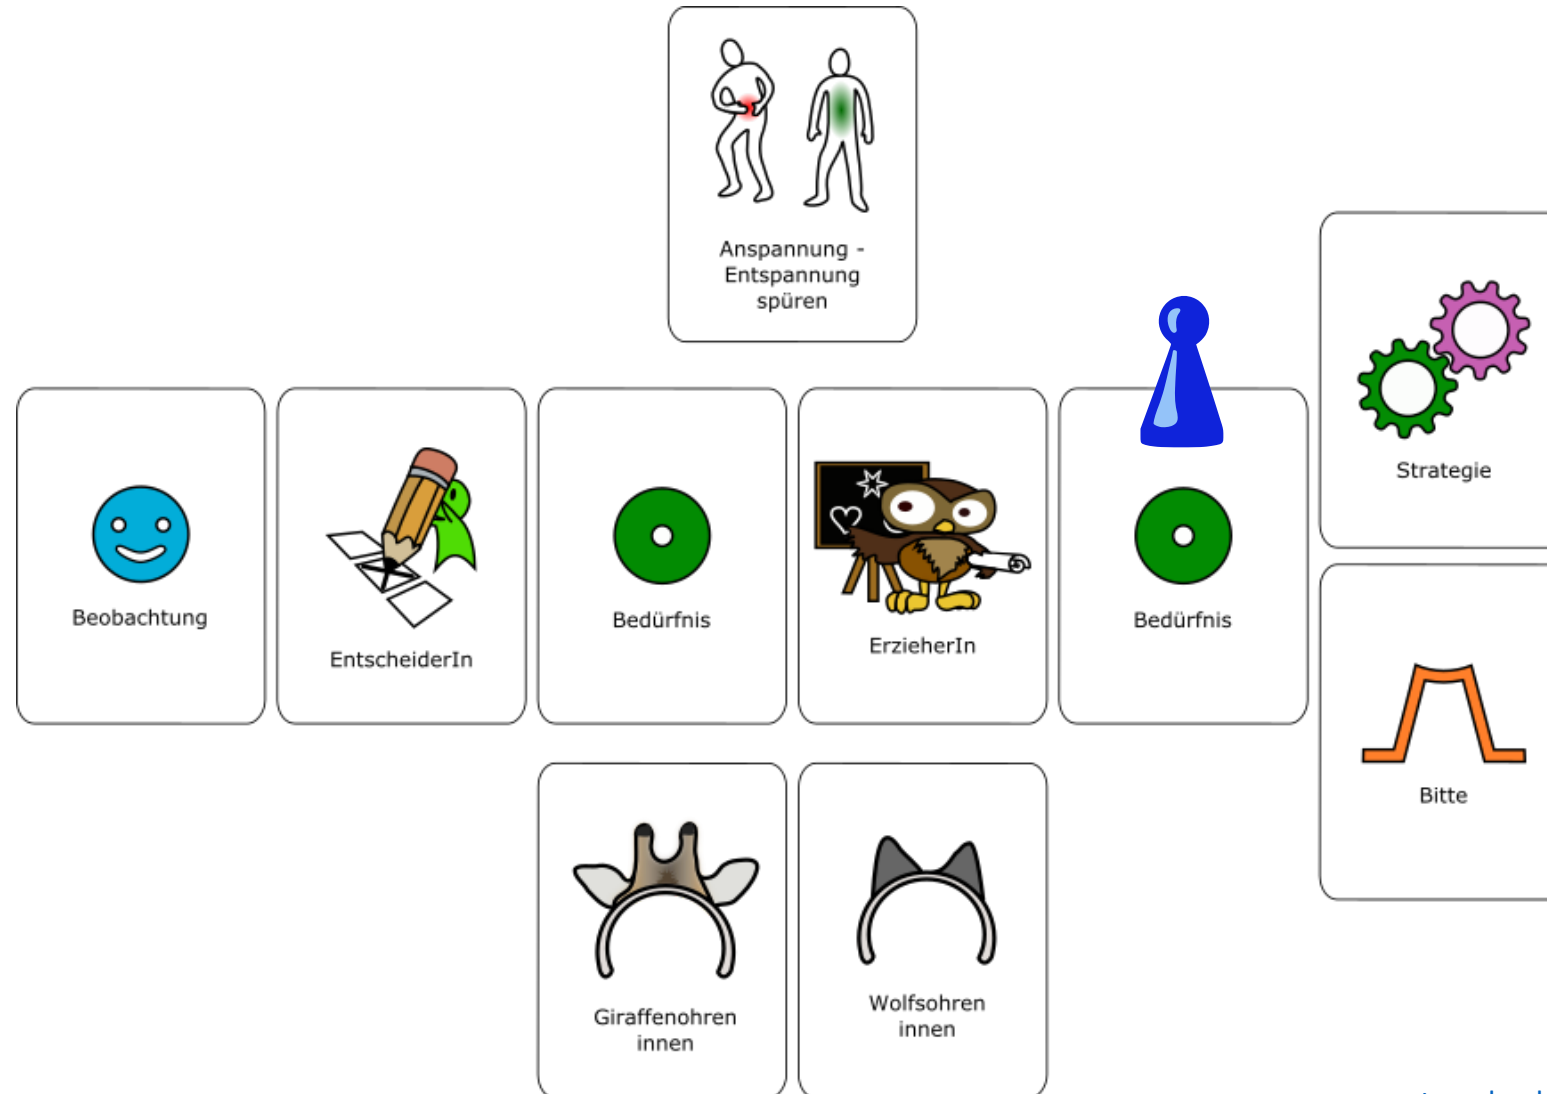 Anspannung -
Entspannung
spüren
Strategie
Beobachtung
EntscheiderIn
Bedürfnis
ErzieherIn
Bedürfnis
Bitte
Giraffenohren
innen
Wolfsohren
innen